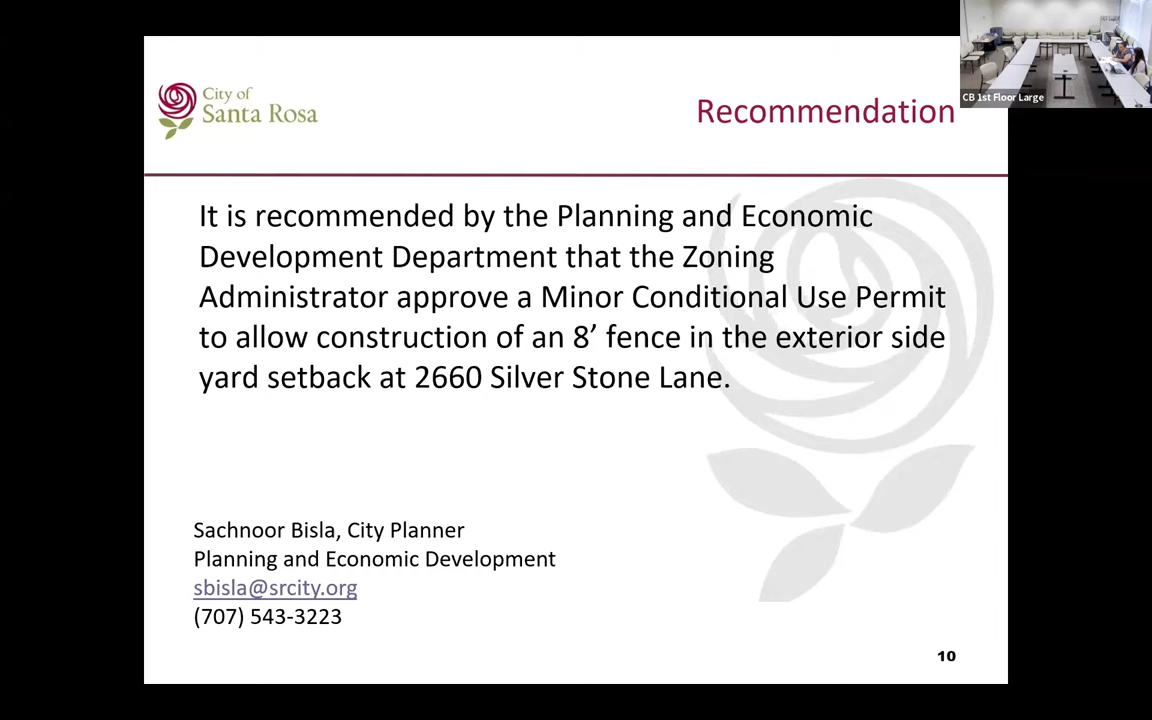 City of
Santa Rosa
Recommendation
CB 1st Floor Large
It is recommended by the Planning and Economic
Development Department that the Zoning
Administrator approve a Minor Conditional Use Permit
to allow construction of an 8’ fence in the exterior side
yard setback at 2660 Silver Stone Lane.
Sachnoor Bisla, City Planner
Planning and Economic Development
sbisla@srcity.org
(707) 543-3223
10